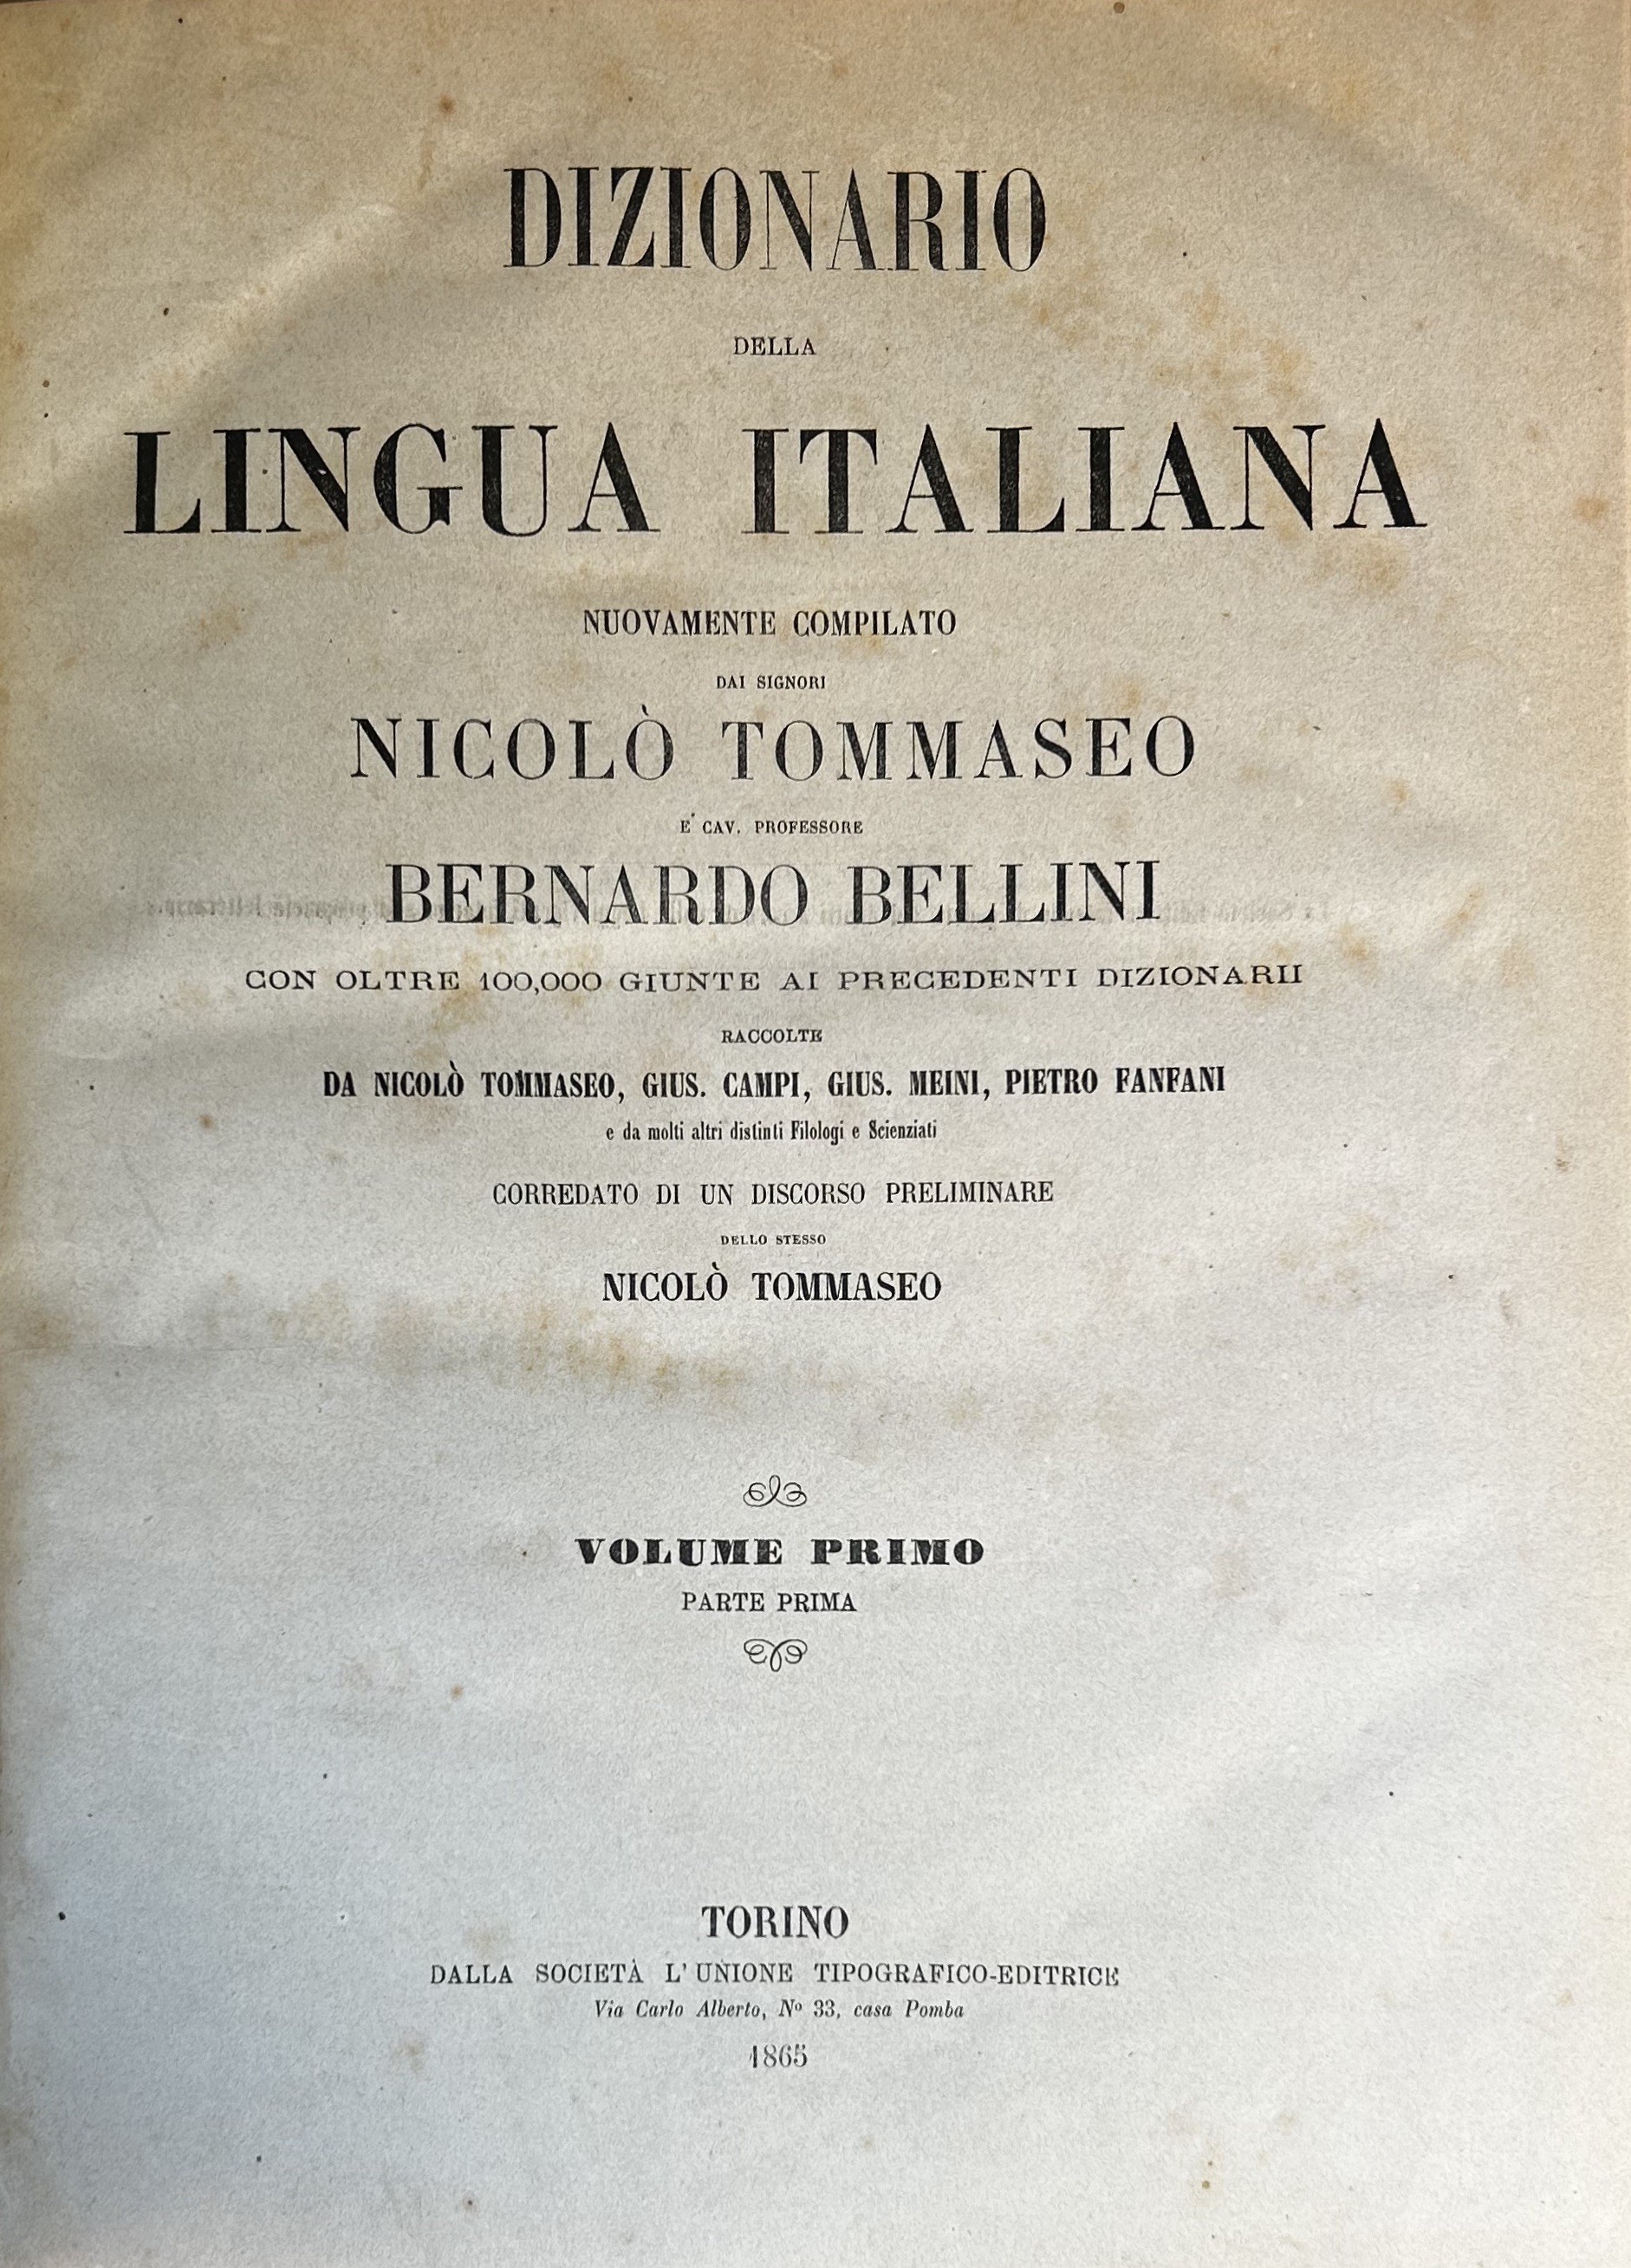 DIZIONARIO
DELLA
LINGUA ITALIANA
NUOVAMENTE COMPILATO
DAI SIGNORI
NICOLÒ TOMMASEO
E CAV. PROFESSORE
BERNARDO BELLINI
CON OLTRE 100,000 GIUNTE AI PRECEDENTI DIZIONARII
RACCOLTE
DA NICOLÒ TOMMASEO, GIUS. CAMPI, GIUS. MEINI, PIETRO FANFANI
e da molti altri distinti Filologi e Scienziati
CORREDATO DI UN DISCORSO PRELIMINARE
DELLO STESSO
NICOLÒ TOMMASEO
VOLUME PRIMO
PARTE PRIMA
TORINO
DALLA SOCIETÀ L'UNIONE TIPOGRAFICO-EDITRICE
Via Carlo Alberto, Nº 33, casa Pomba
1865